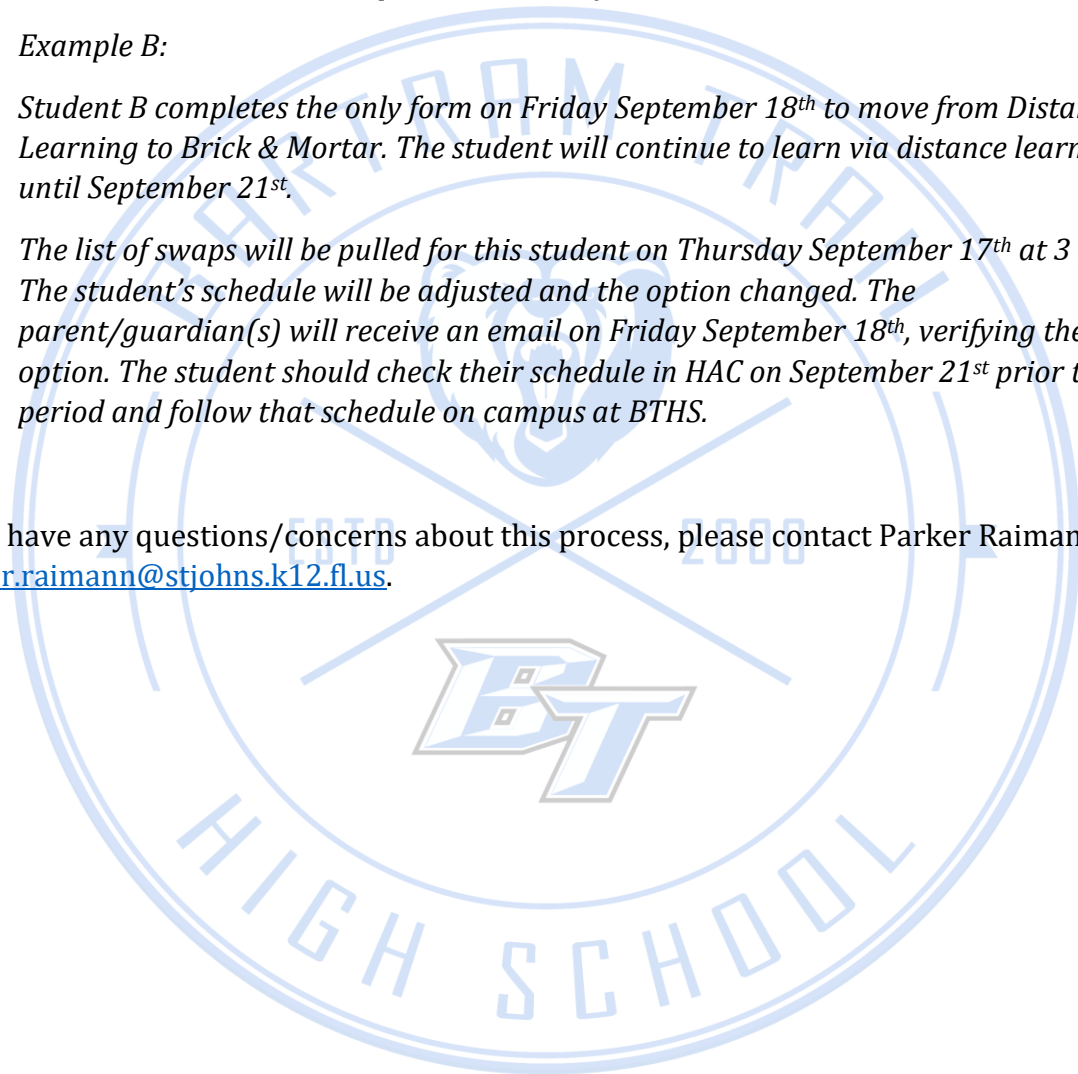 Example B:
Student B completes the only form on Friday September 18th to move from Distan
Learning to Brick & Mortar. The student will continue to learn via distance learn
until September 21st.
The list of swaps will be pulled for this student on Thursday September 17th at 3
The student's schedule will be adjusted and the option changed. The
parent/guardian(s) will receive an email on Friday September 18th, verifying the
option. The student should check their schedule in HAC on September 21st prior t
period and follow that schedule on campus at BTHS.
have any questions/concerns about this process, please contact Parker Raiman
r.raimann@stjohns.k12.fl.us.
BARTRAM TRAIL
ESTD 2000
BT
HIGH SCHOOL